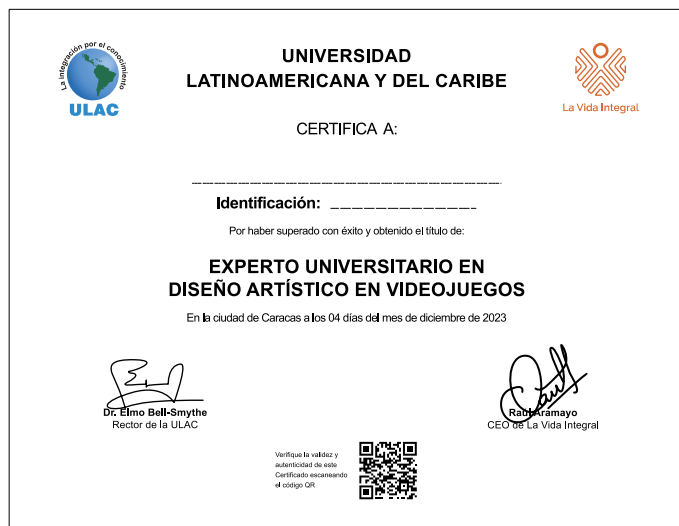 La integración por el conocimiento
ULAC
UNIVERSIDAD
LATINOAMERICANA Y DEL CARIBE
La Vida Integral
CERTIFICA A:
Identificación:
Por haber superado con éxito y obtenido el título de:
EXPERTO UNIVERSITARIO EN
DISEÑO ARTÍSTICO EN VIDEOJUEGOS
En la ciudad de Caracas a los 04 días del mes de diciembre de 2023
Dr. Elmo Bell-Smythe
Rector de la ULAC
Raúl Aramayo
CEO de La Vida Integral
Verifique la validez y
autenticidad de este
Certificado escaneando
el código QR